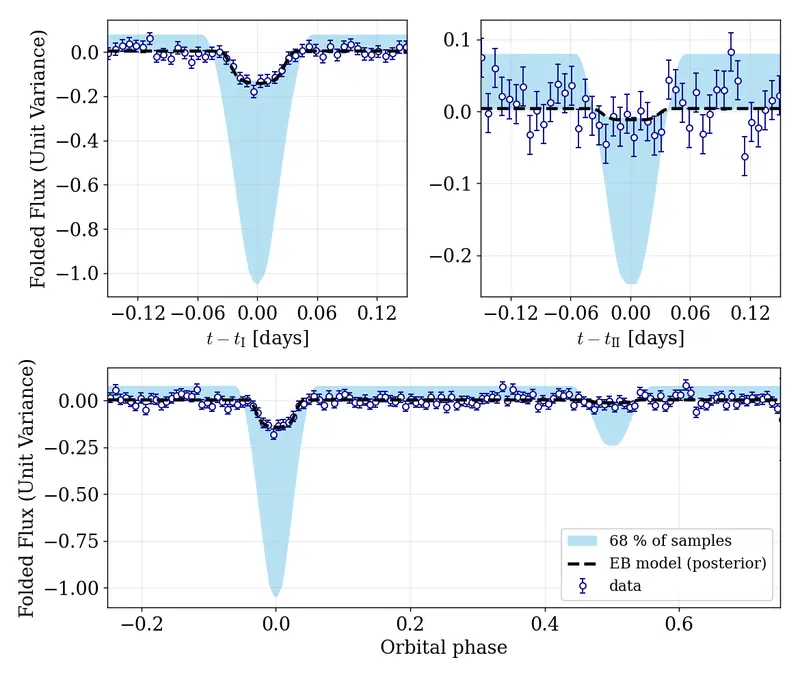 Folded Flux (Unit Variance)
0.0
−0.2
−0.4
−0.6
−0.8
−1.0
−0.12 −0.06 0.00 0.06 0.12
t − tI [days]
0.1
0.0
−0.1
−0.2
−0.12 −0.06 0.00 0.06 0.12
t − tII [days]
Folded Flux (Unit Variance)
0.00
−0.25
−0.50
−0.75
−1.00
68 % of samples
EB model (posterior)
data
−0.2 0.0 0.2 0.4 0.6
Orbital phase